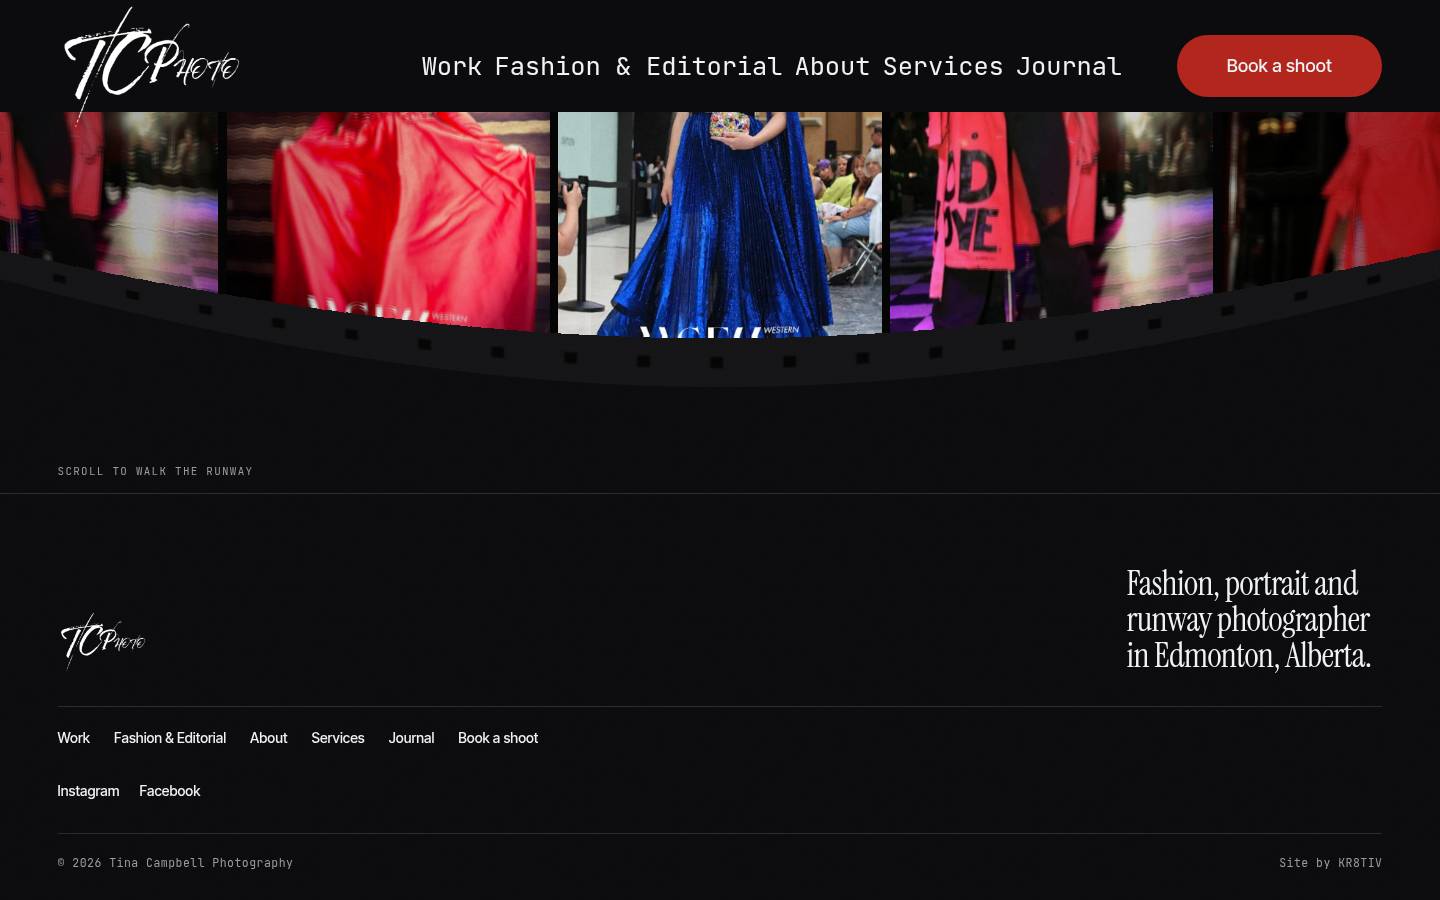 TCPHOTO
Work Fashion & Editorial About Services Journal
Book a shoot
WESTERN
WESTERN
SCROLL TO WALK THE RUNWAY
Fashion, portrait and
runway photographer
in Edmonton, Alberta.
TCPHOTO
Work Fashion & Editorial About Services Journal Book a shoot
Instagram Facebook
© 2026 Tina Campbell Photography
Site by KR8TIV